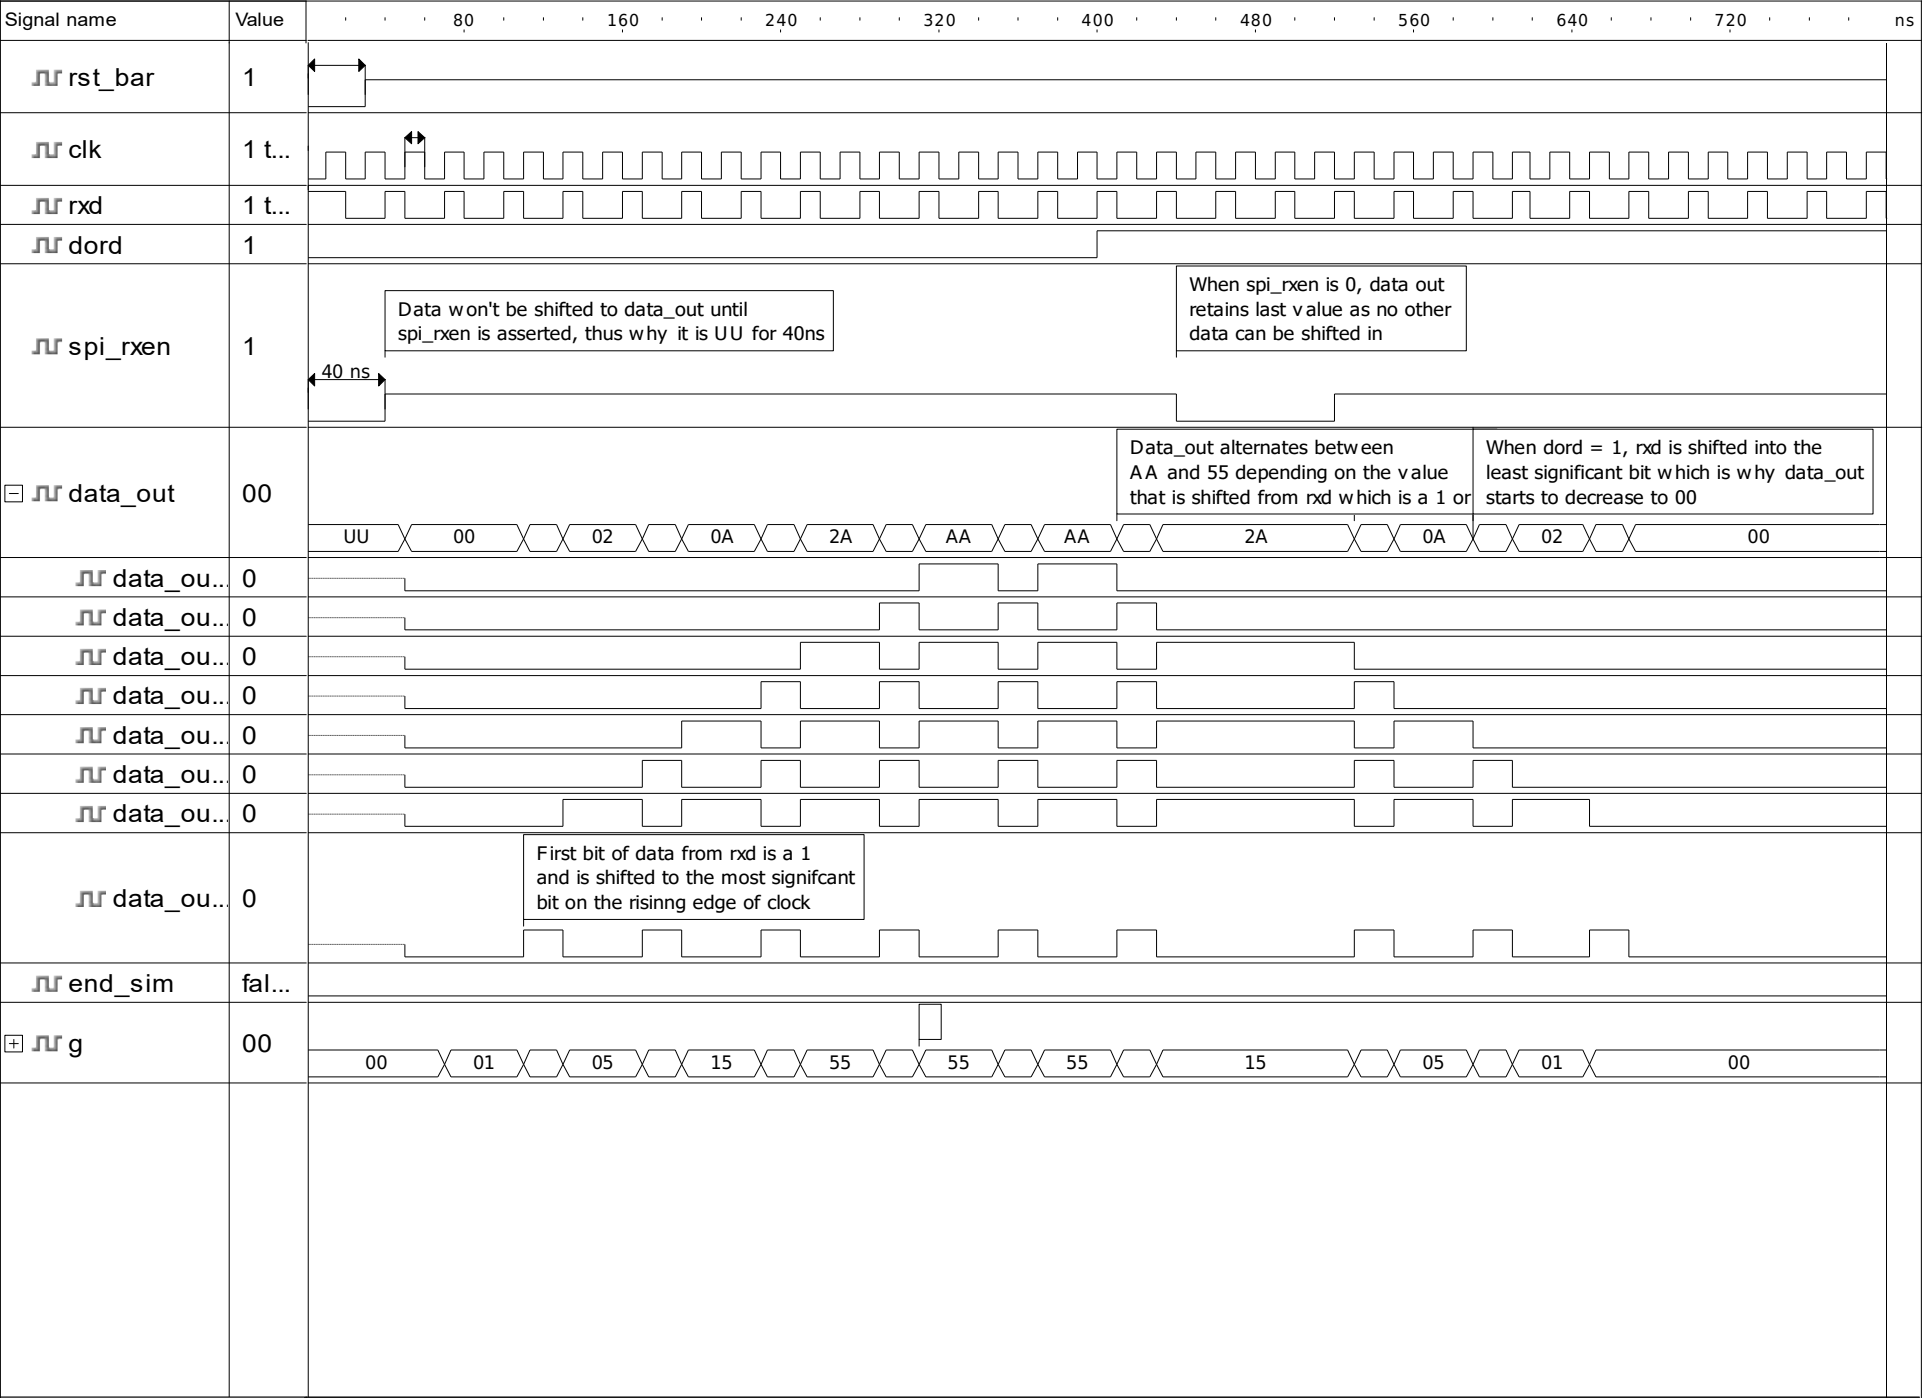 Signal name Value 80 160 240 320 400 480 560 640 720 ns
rst_bar 1
clk 1 t...
rxd 1 t...
dord 1
When spi_rxen is 0, data out
retains last value as no other
data can be shifted in
Data won't be shifted to data_out until
spi_rxen is asserted, thus why it is UU for 40ns
spi_rxen 1
40 ns
Data_out alternates between
AA and 55 depending on the value
that is shifted from rxd which is a 1 or
When dord = 1, rxd is shifted into the
least significant bit which is why data_out
starts to decrease to 00
data_out 00
UU 00 02 0A 2A AA AA 2A 0A 02 00
data_ou... 0
data_ou... 0
data_ou... 0
data_ou... 0
data_ou... 0
data_ou... 0
data_ou... 0
First bit of data from rxd is a 1
and is shifted to the most signifcant
bit on the risinng edge of clock
data_ou... 0
end_sim fal...
g 00
00 01 05 15 55 55 55 15 05 01 00